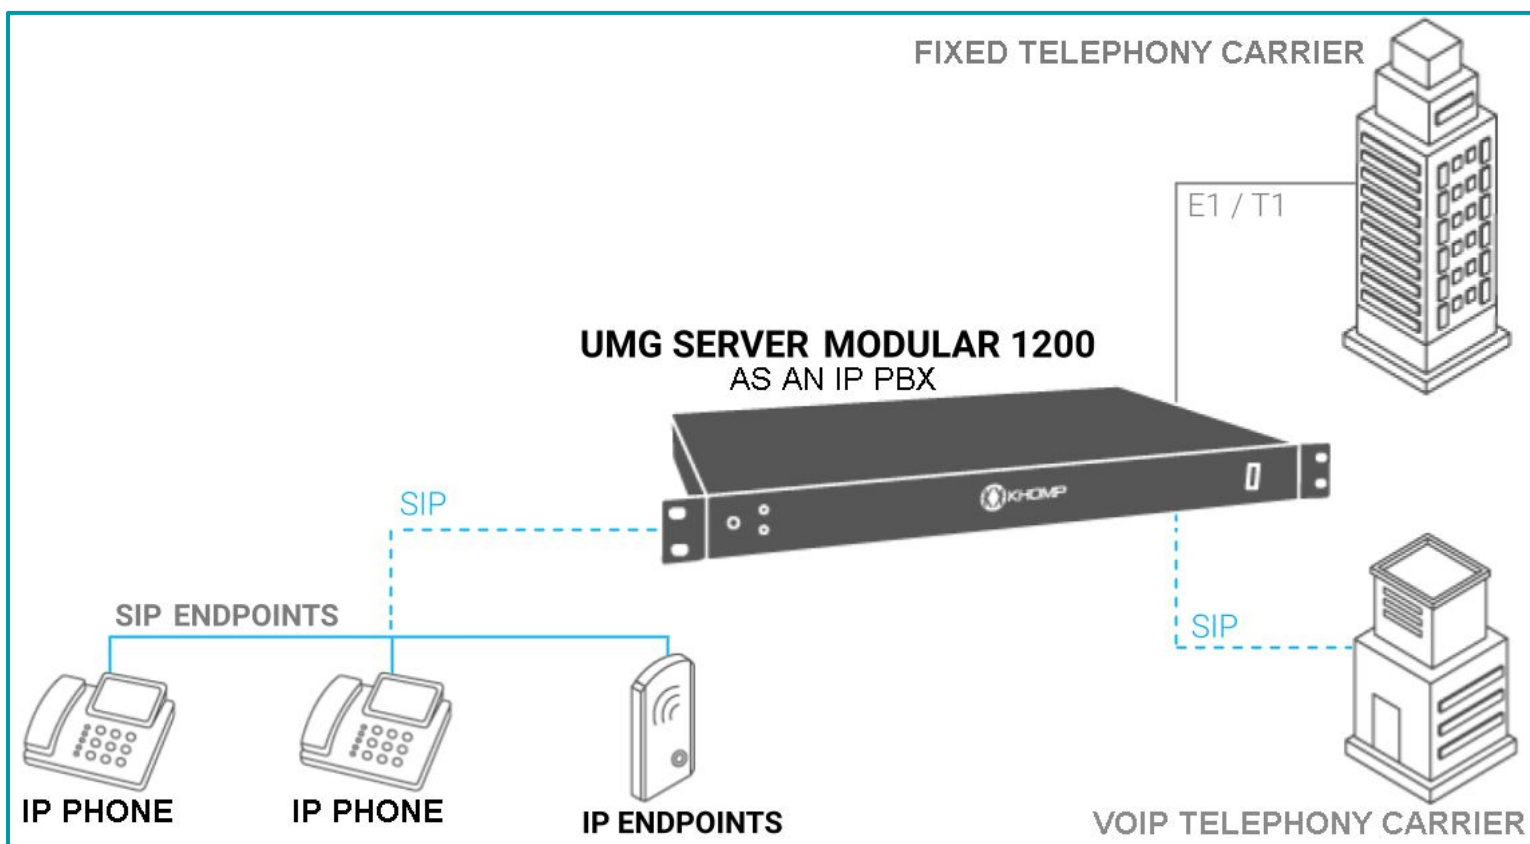 FIXED TELEPHONY CARRIER
E1 / T1
UMG SERVER MODULAR 1200
AS AN IP PBX
KHOMP
SIP
SIP ENDPOINTS
SIP
IP PHONE
IP PHONE
IP ENDPOINTS
VOIP TELEPHONY CARRIER